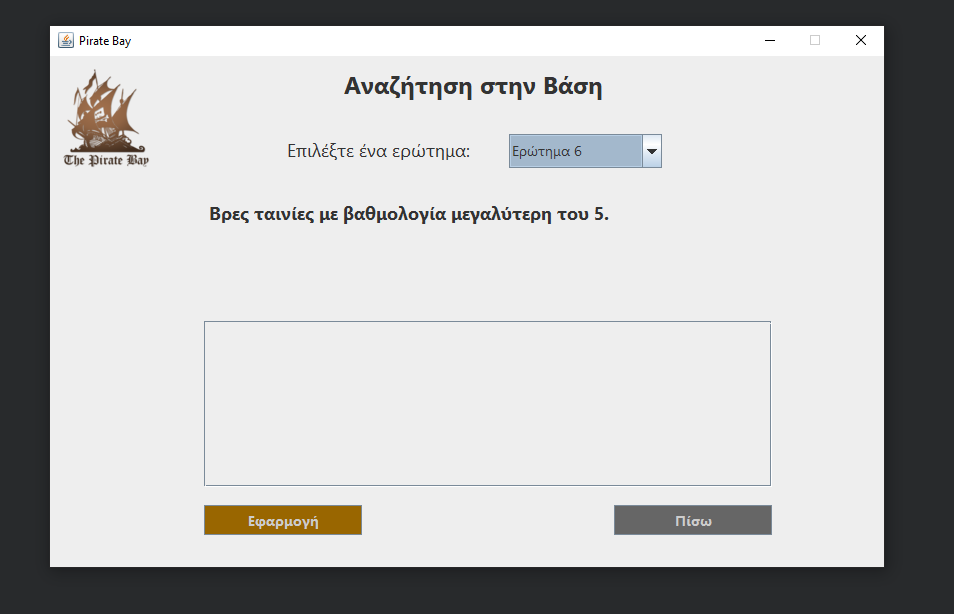 Pirate Bay
Αναζήτηση στην Βάση
The Pirate Bay
Επιλέξτε ένα ερώτημα:
Ερώτημα 6
Βρες ταινίες με βαθμολογία μεγαλύτερη του 5.
Εφαρμογή
Πίσω